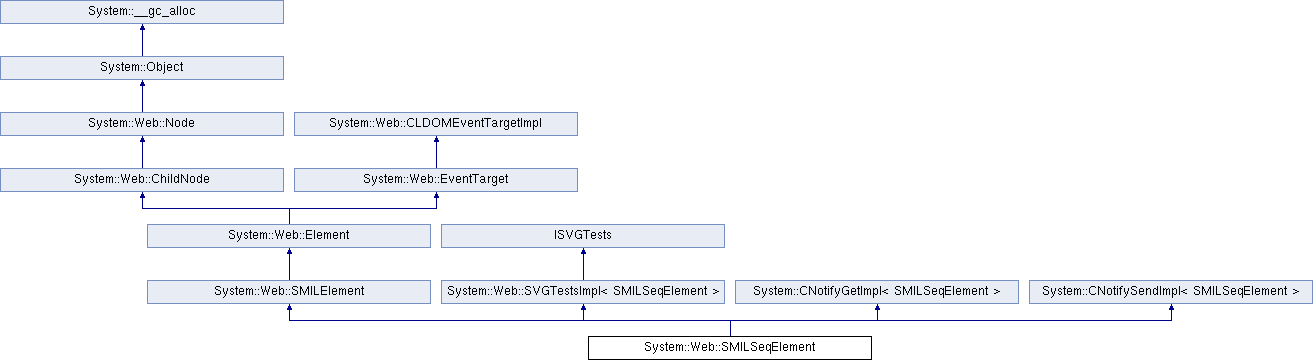 System::__gc_alloc
System::Object
System::Web::Node
System::Web::CLDOMEventTargetImpl
System::Web::ChildNode
System::Web::EventTarget
System::Web::Element
ISVGTests
System::Web::SMILElement
System::Web::SVGTestsImpl< SMILSeqElement >
System::CNotifyGetImpl< SMILSeqElement >
System::CNotifySendImpl< SMILSeqElement >
System::Web::SMILSeqElement